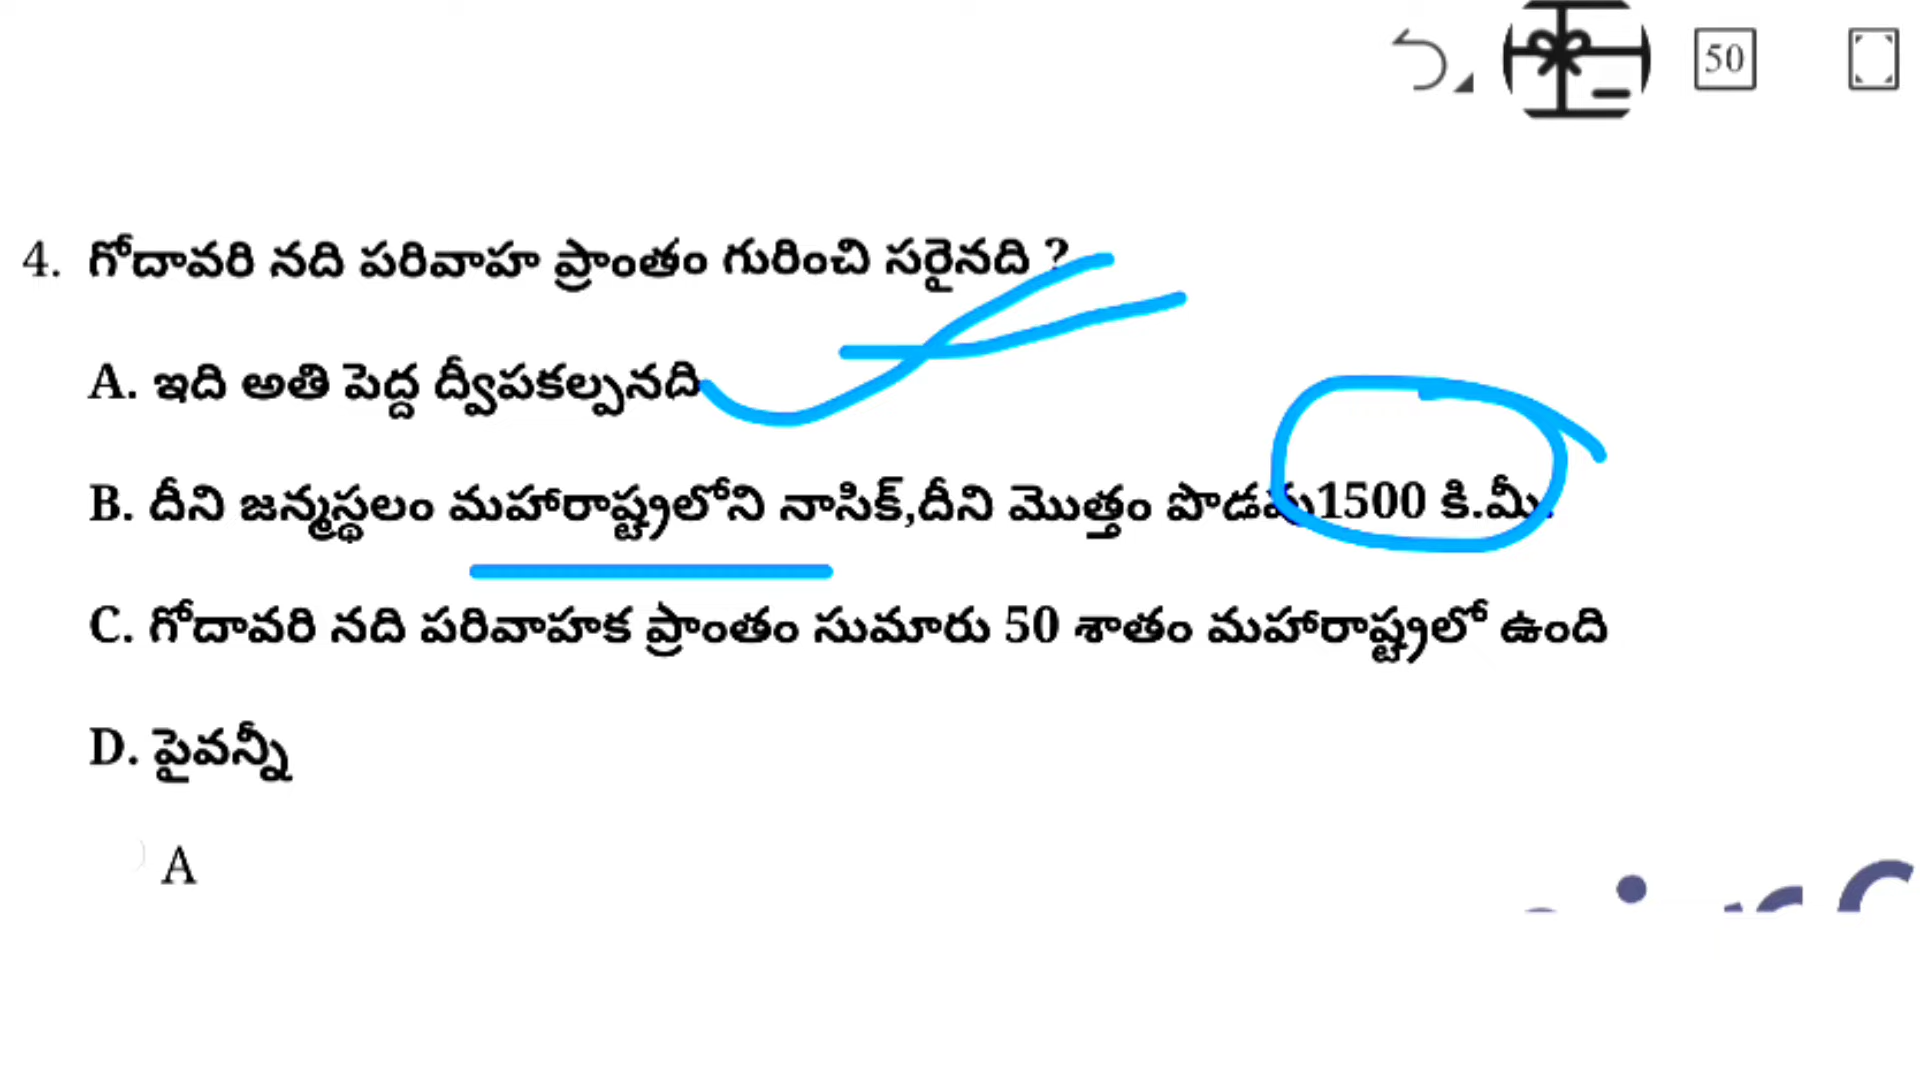 50
4. గోదావరి నది పరివాహ ప్రాంతం గురించి సరైనది ?
A. ఇది అతి పెద్ద ద్వీపకల్పనది
B. దీని జన్మస్థలం మహారాష్ట్రలోని నాసిక్,దీని మొత్తం పొడవు1500 కి.మీ.
C. గోదావరి నది పరివాహక ప్రాంతం సుమారు 50 శాతం మహారాష్ట్రలో ఉంది
D. పైవన్నీ
A